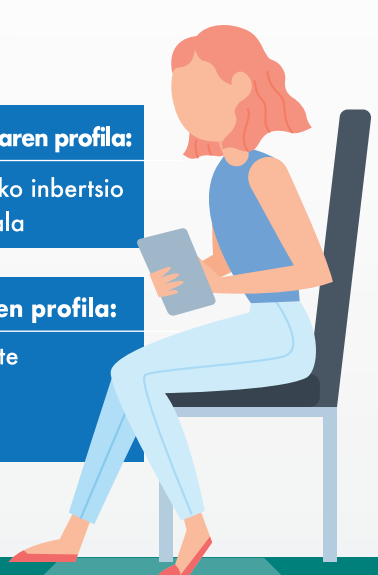 aren profila:
ko inbertsio
ala
en profila:
te